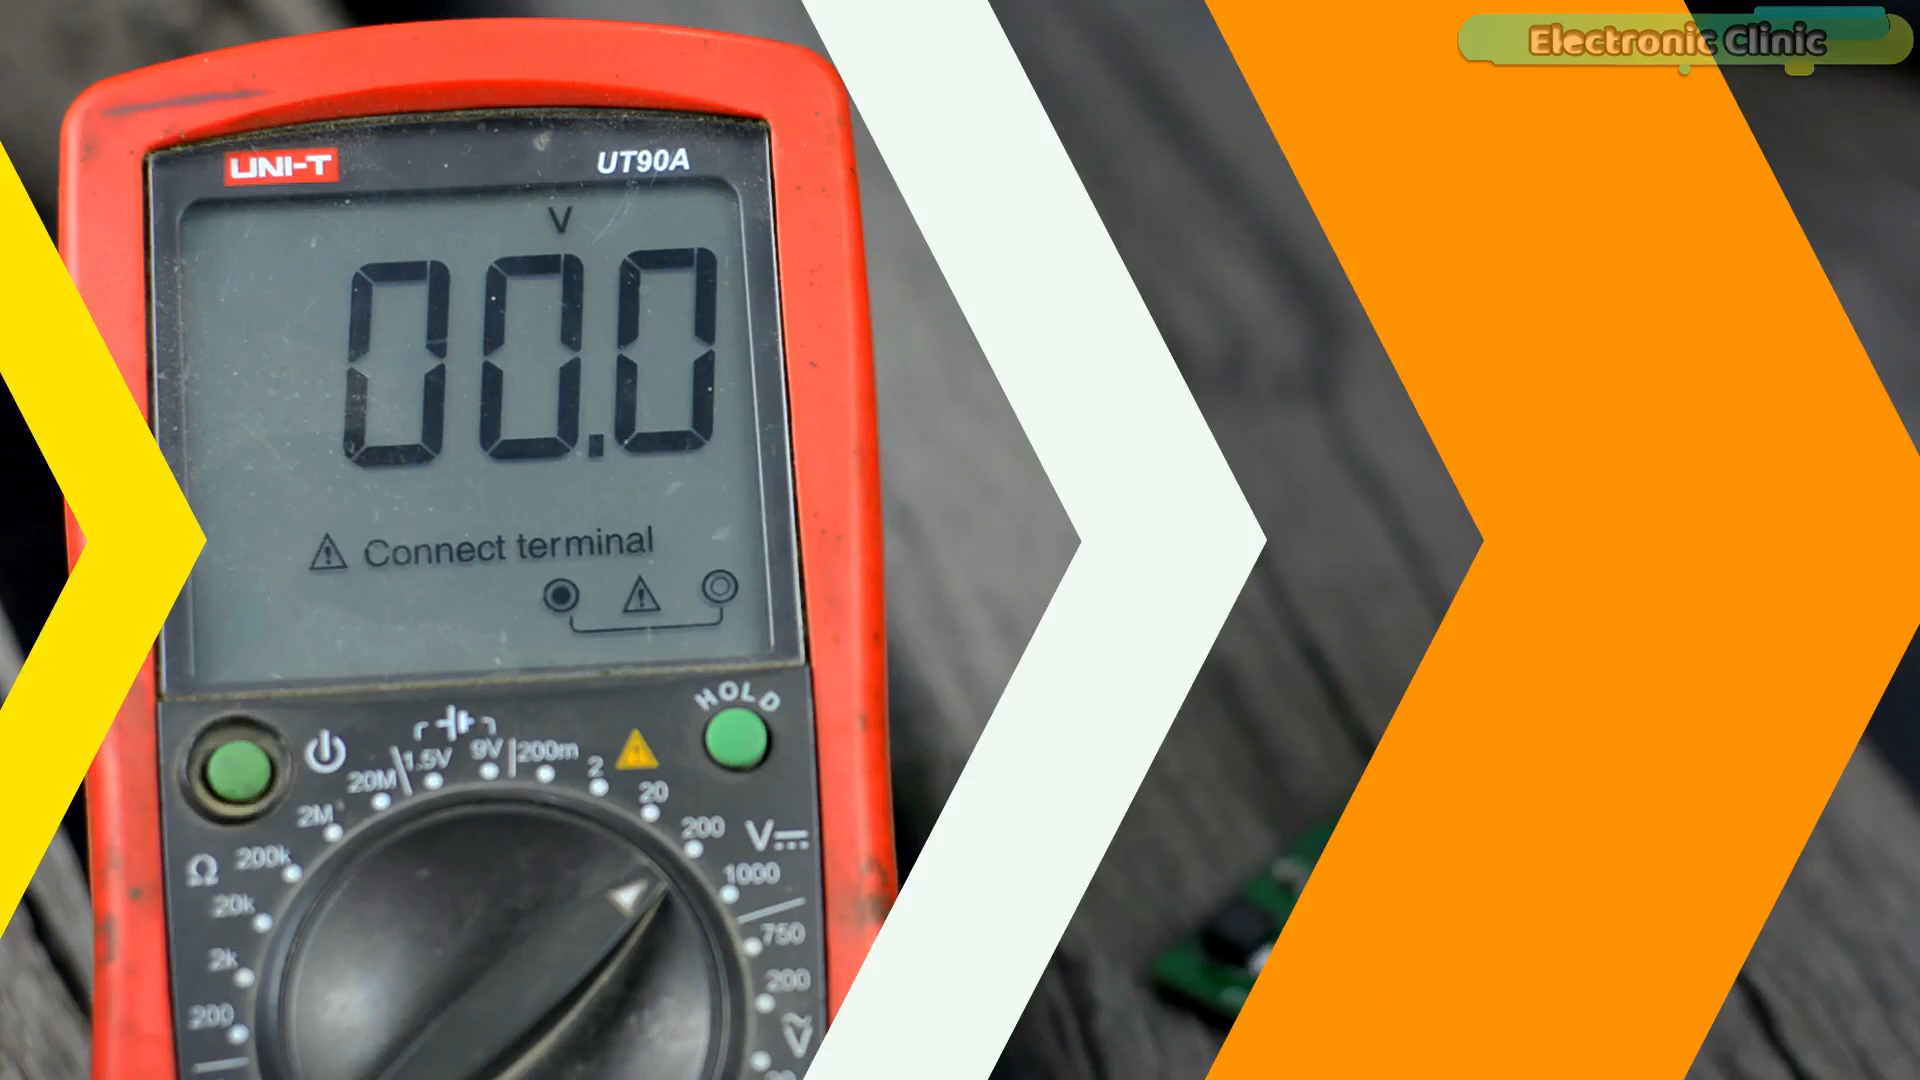 Electronic Clinic
UNI-T
UT90A
V
00.0
Connect terminal
HOLD
1.5V 9V 200m
20M 2
2M 20
200k 200 V
Ω 1000
20k 750
2k 200
200 V